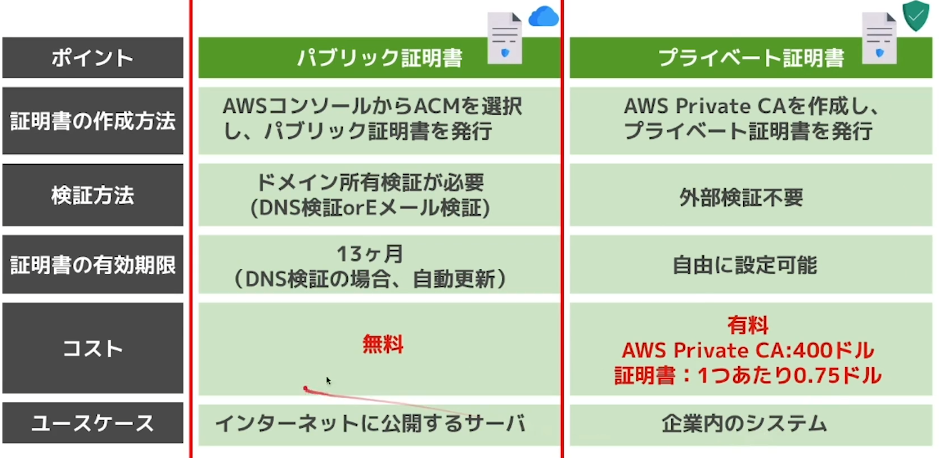 ポイント
パブリック証明書
プライベート証明書
証明書の作成方法
AWSコンソールからACMを選択
し、パブリック証明書を発行
AWS Private CAを作成し、
プライベート証明書を発行
検証方法
ドメイン所有検証が必要
(DNS検証orEメール検証)
外部検証不要
証明書の有効期限
13ヶ月
（DNS検証の場合、自動更新）
自由に設定可能
コスト
無料
有料
AWS Private CA:400ドル
証明書：1つあたり0.75ドル
ユースケース
インターネットに公開するサーバ
企業内のシステム